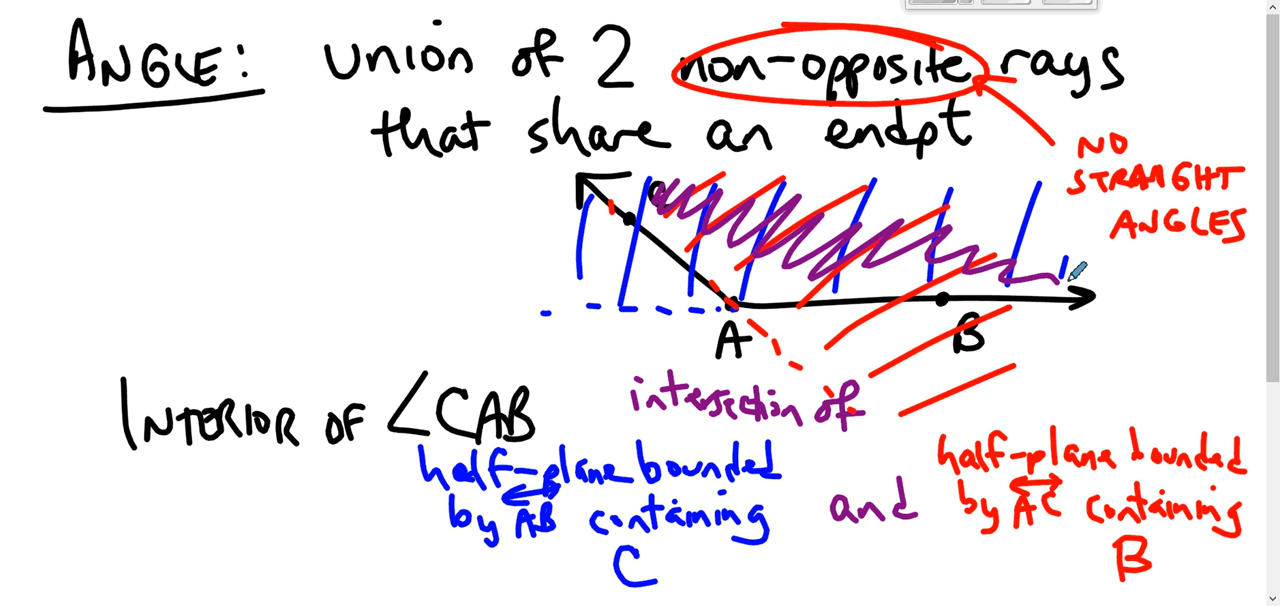 ANGLE: union of 2 non-opposite rays
that share an endpt
NO
STRAIGHT
ANGLES
C
A
B
INTERIOR OF ∠CAB
intersection of
half-plane bounded
by AB containing
C
and
half-plane bounded
by AC containing
B